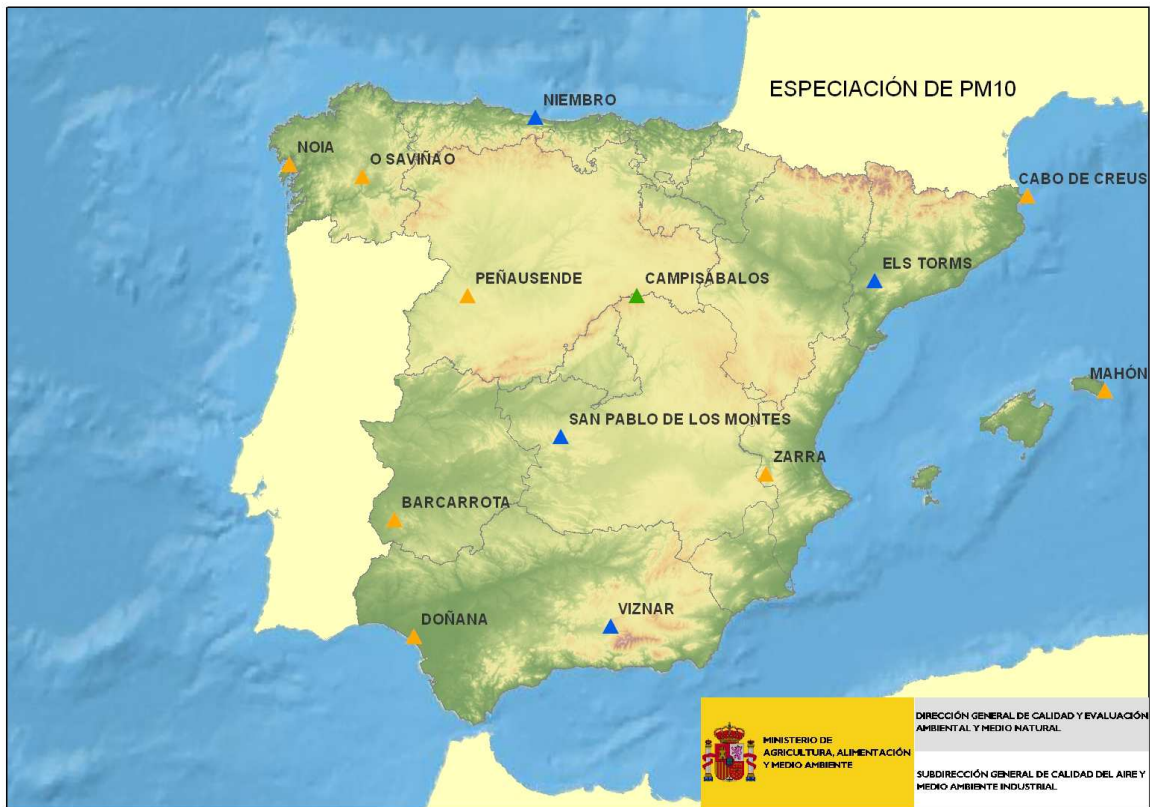 NIEMBRO
ESPECIACIÓN DE PM10
NOIA
O SAVIÑAO
CABO DE CREUS
ELS TORMS
PEÑAUSENDE
CAMPISÁBALOS
MAHÓN
SAN PABLO DE LOS MONTES
ZARRA
BARCARROTA
DOÑANA
VIZNAR
MINISTERIO DE
AGRICULTURA, ALIMENTACIÓN
Y MEDIO AMBIENTE
DIRECCIÓN GENERAL DE CALIDAD Y EVALUACIÓN
AMBIENTAL Y MEDIO NATURAL
SUBDIRECCIÓN GENERAL DE CALIDAD DEL AIRE Y
MEDIO AMBIENTE INDUSTRIAL